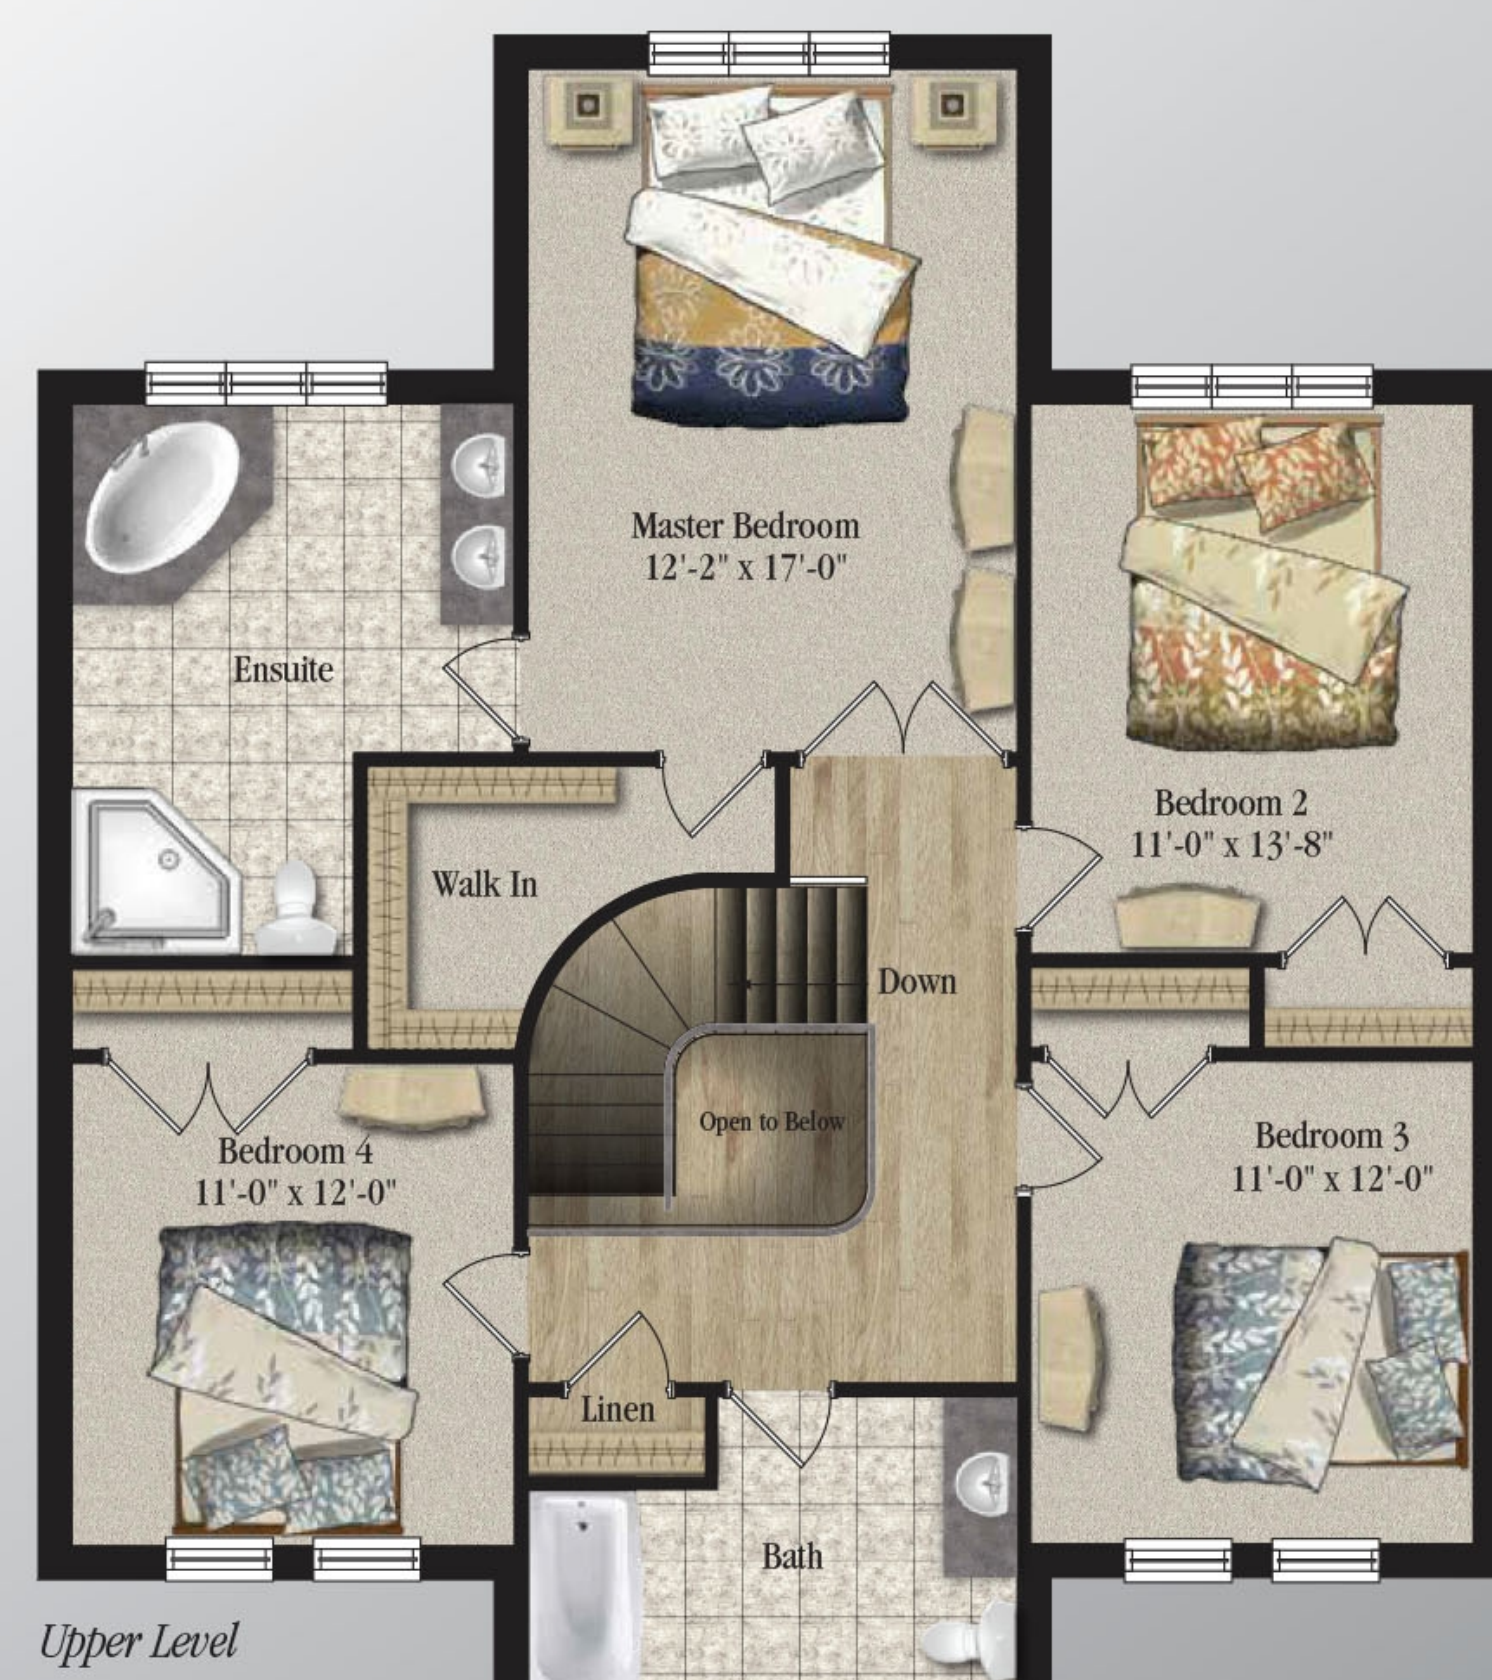 Master Bedroom
12'-2" x 17'-0"
Ensuite
Bedroom 2
11'-0" x 13'-8"
Walk In
Down
Open to Below
Bedroom 4
11'-0" x 12'-0"
Bedroom 3
11'-0" x 12'-0"
Linen
Bath
Upper Level